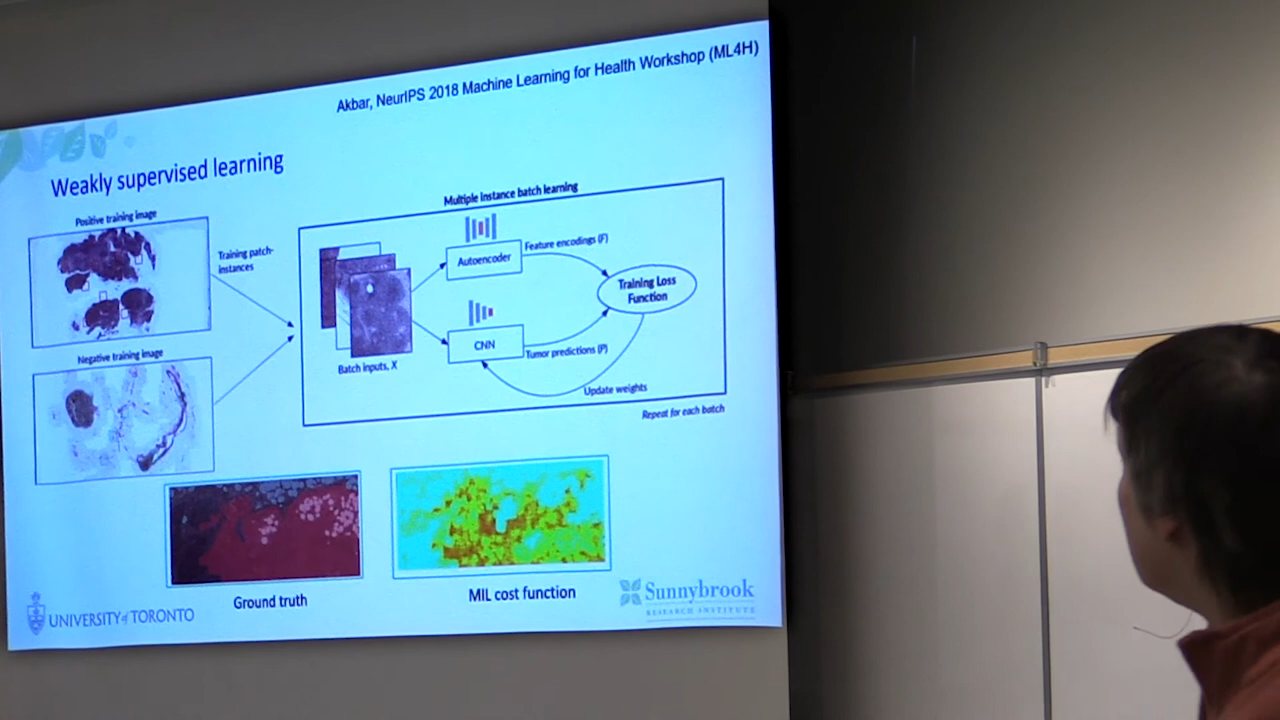 Akbar, NeurIPS 2018 Machine Learning for Health Workshop (ML4H)
Weakly supervised learning
Positive training image
Training patch-
instances
Negative training image
Multiple instance batch learning
Autoencoder
Feature encodings (F)
Training Loss
Function
CNN
Tumor predictions (P)
Batch inputs, X
Update weights
Repeat for each batch
Ground truth
MIL cost function
UNIVERSITY of TORONTO
Sunnybrook
RESEARCH INSTITUTE